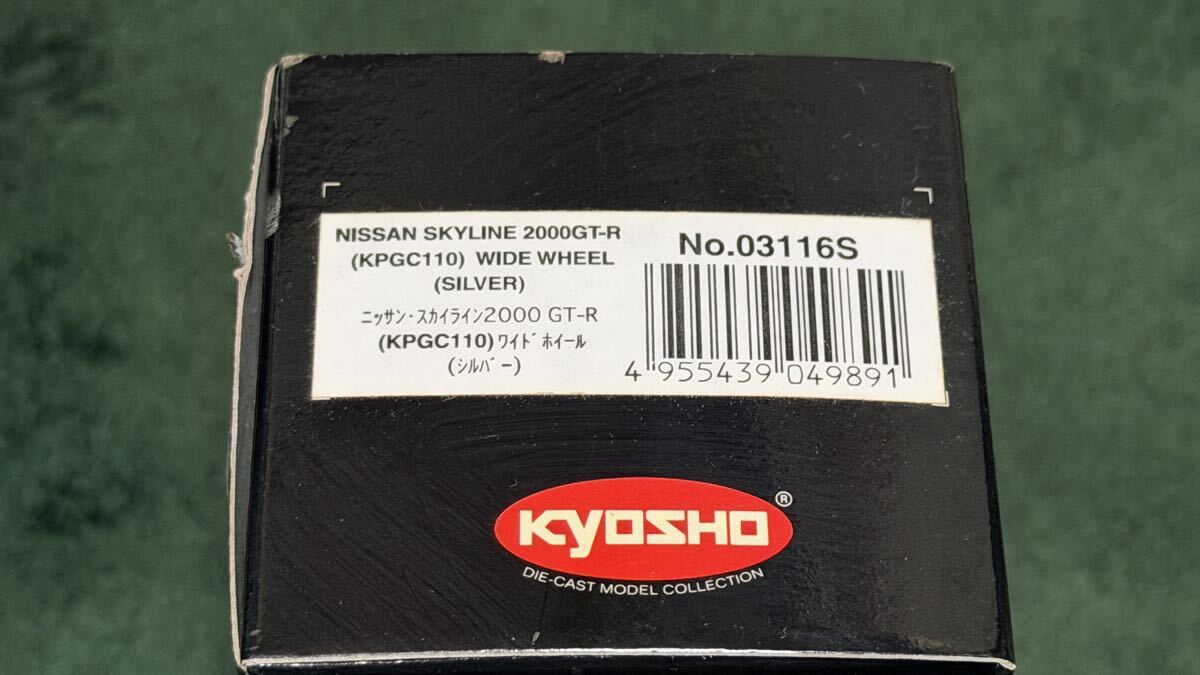 NISSAN SKYLINE 2000GT-R
(KPGC110) WIDE WHEEL
(SILVER)
ニッサン・スカイライン2000 GT-R
(KPGC110)ワイドホイール
(シルバー)
No.03116S
4 955439 049891
KYOSHO ®
DIE-CAST MODEL COLLECTION